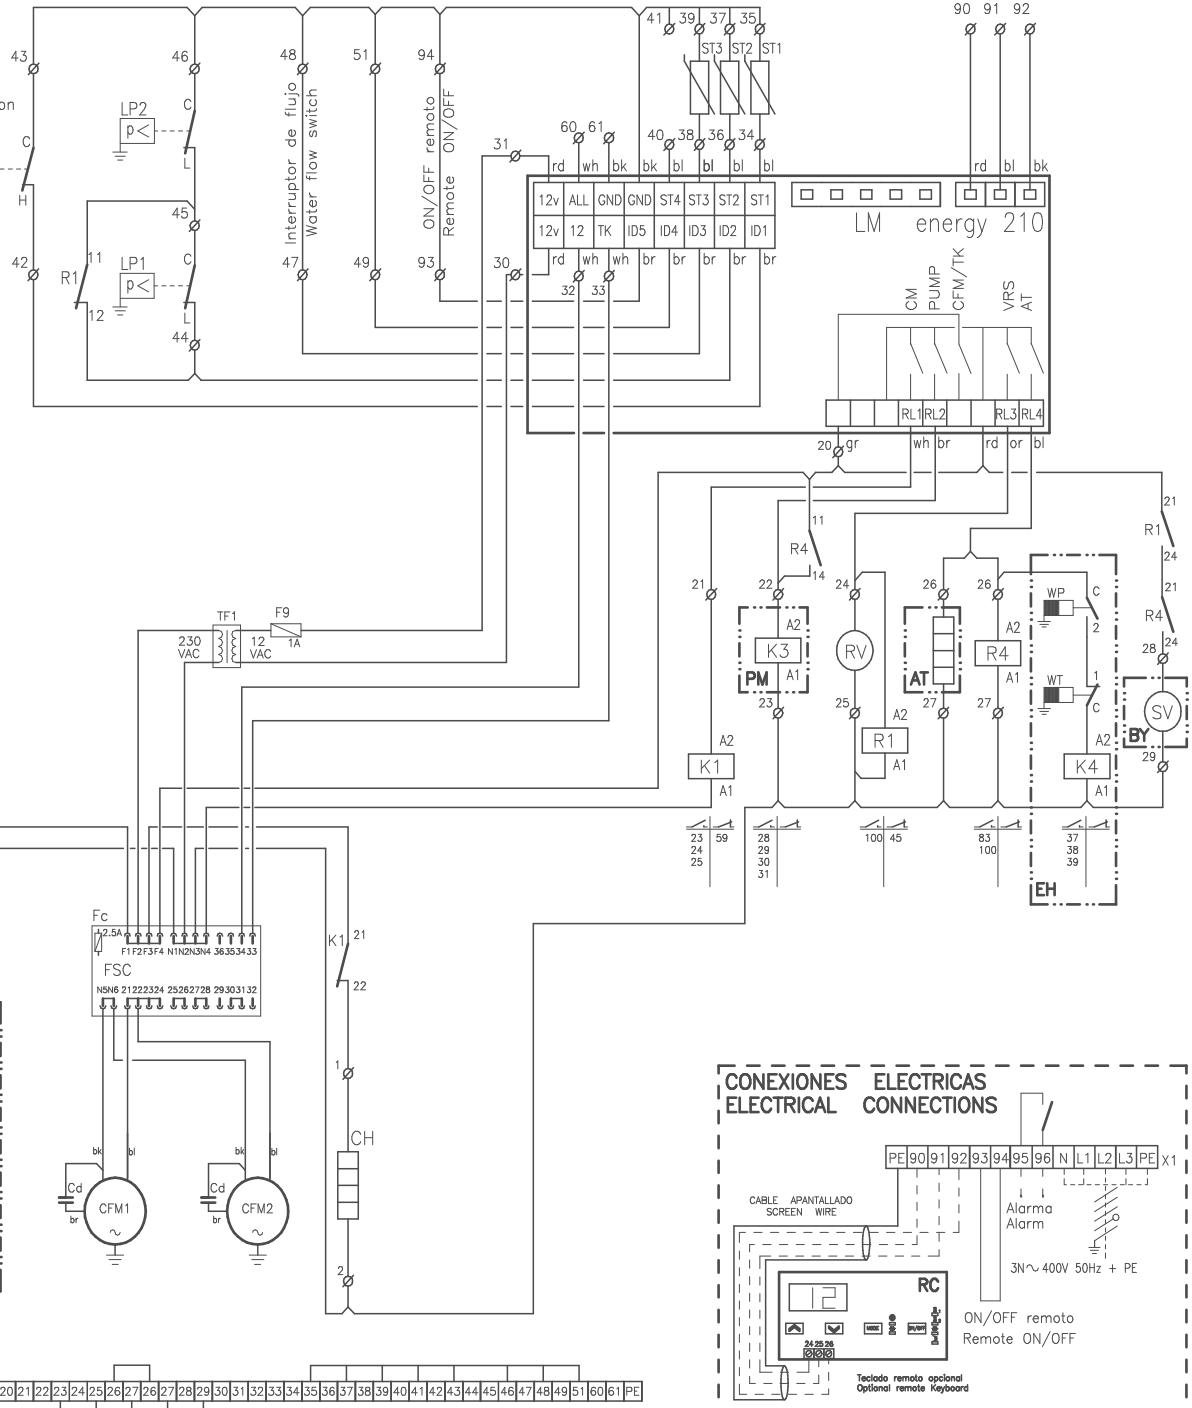 41 39 37 35 90 91 92
43 46 48 51 94 ST3 ST2 ST1
on
LP2 C
p<
C
L
H
Interruptor de flujo
Water flow switch
ON/OFF remoto
Remote ON/OFF
60 61 40 38 36 34
31 rd wh bk bk bl bl bl bl rd bl bk
12v ALL GND GND ST4 ST3 ST2 ST1
12v 12 TK ID5 ID4 ID3 ID2 ID1
LM energy 210
45
42 R1 11 LP1 C 47 49 93 30 rd wh wh br br br br br
p<
L
12
32 33
44
CM
PUMP
CFM/TK
VRS
AT
RL1 RL2 RL3 RL4
20 gr wh br rd or bl
11
R4
14
21
R1
24
21
R4
24
28
21 22 24 26 26
WP C
2
TF1 F9
230 VAC
12 VAC
1A
A2
K3
A1
PM
RV
AT
A2
R4
A1
WT 1
C
SV
BY
23 25 27 27 29
A2
R1
A1
A2
K1
A1
A2
K4
A1
23 59 28 100 45 83 37
24 29 100 38
25 30 39
31
EH
Fc
2.5A
F1 F2 F3 F4 N1 N2 N3 N4 36 35 34 33
FSC
N5 N6 21 22 23 24 25 26 27 28 29 30 31 32
K1 21
22
1
CH
2
bk bl bk bl
Cd Cd
CFM1 CFM2
~ ~
br br
CONEXIONES ELECTRICAS
ELECTRICAL CONNECTIONS
PE 90 91 92 93 94 95 96 N L1 L2 L3 PE X1
CABLE APANTALLADO
SCREEN WIRE
Alarma
Alarm
3N~ 400V 50Hz + PE
RC
12
MODE ON/OFF
24 25 26
ON/OFF remoto
Remote ON/OFF
Teclado remoto opcional
Optional remote Keyboard
20 21 22 23 24 25 26 27 26 27 28 29 30 31 32 33 34 35 36 37 38 39 40 41 42 43 44 45 46 47 48 49 51 60 61 PE